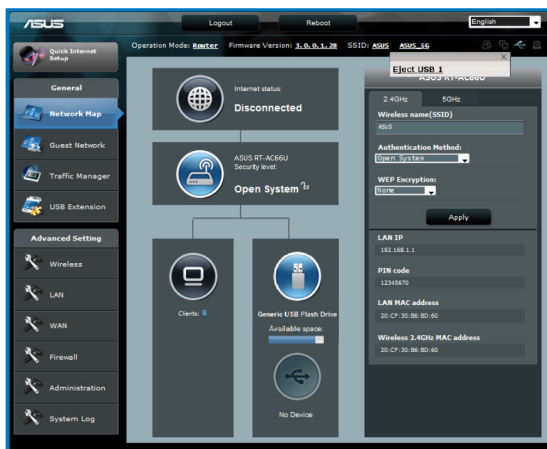 ASUS
Logout
Reboot
English
Quick Internet
Setup
Operation Mode: Router Firmware Version: 3.0.0.1.28 SSID: ASUS ASUS_5G
Eject USB 1
General
Network Map
Guest Network
Traffic Manager
USB Extension
Advanced Setting
Wireless
LAN
WAN
Firewall
Administration
System Log
Internet status:
Disconnected
ASUS RT-AC66U
Security level:
Open System
Clients: 6
Generic USB Flash Drive
Available space:
No Device
ASUS RT-AC66U
2.4GHz 5GHz
Wireless name(SSID)
ASUS
Authentication Method:
Open System
WEP Encryption:
None
Apply
LAN IP
192.168.1.1
PIN code
12345670
LAN MAC address
20:CF:30:B6:BD:60
Wireless 2.4GHz MAC address
20:CF:30:B6:BD:60